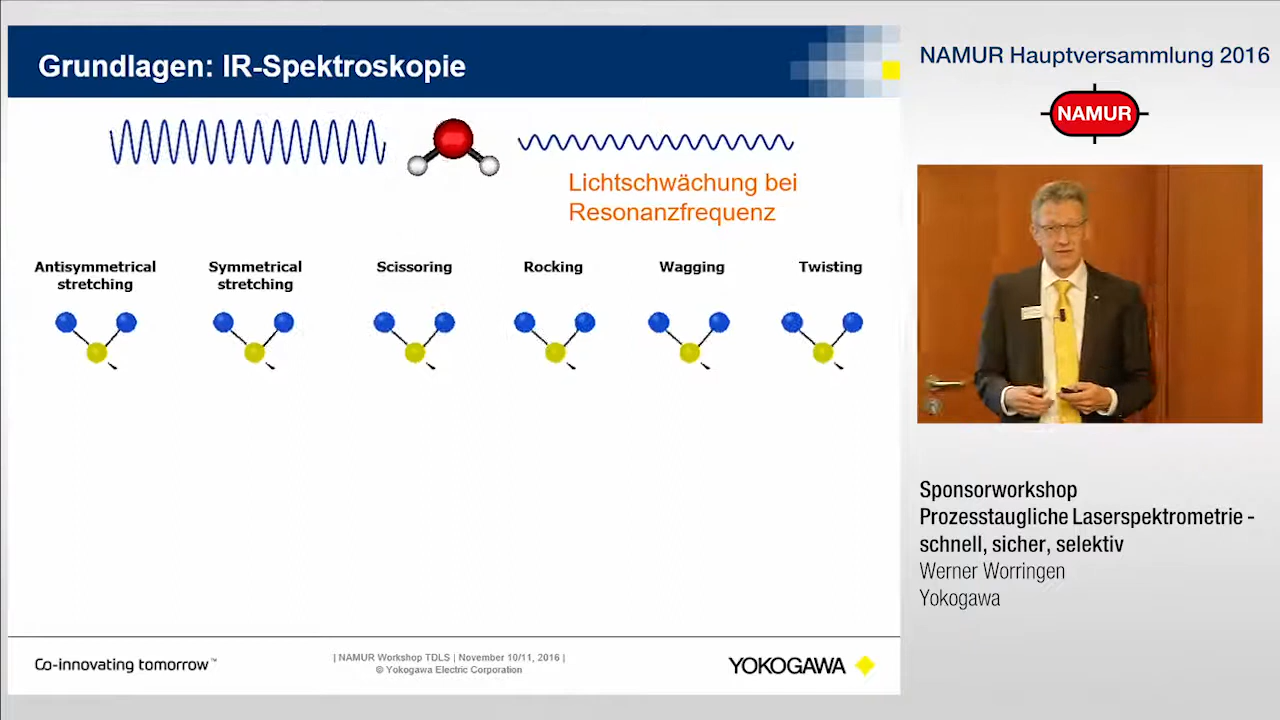 Grundlagen: IR-Spektroskopie
Lichtschwächung bei
Resonanzfrequenz
Antisymmetrical
stretching
Symmetrical
stretching
Scissoring
Rocking
Wagging
Twisting
Co-innovating tomorrow™
| NAMUR Workshop TDLS | November 10/11, 2016 |
© Yokogawa Electric Corporation
YOKOGAWA
NAMUR Hauptversammlung 2016
NAMUR
Sponsorworkshop
Prozesstaugliche Laserspektrometrie -
schnell, sicher, selektiv
Werner Worringen
Yokogawa